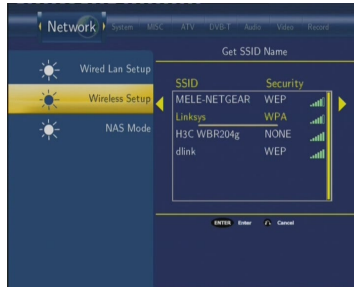 Network System MISC ATV DVB-T Audio Video Record
Get SSID Name
Wired Lan Setup
Wireless Setup
NAS Mode
SSID Security
MELE-NETGEAR WEP
Linksys WPA
H3C WBR204g NONE
dlink WEP
ENTER Enter Cancel